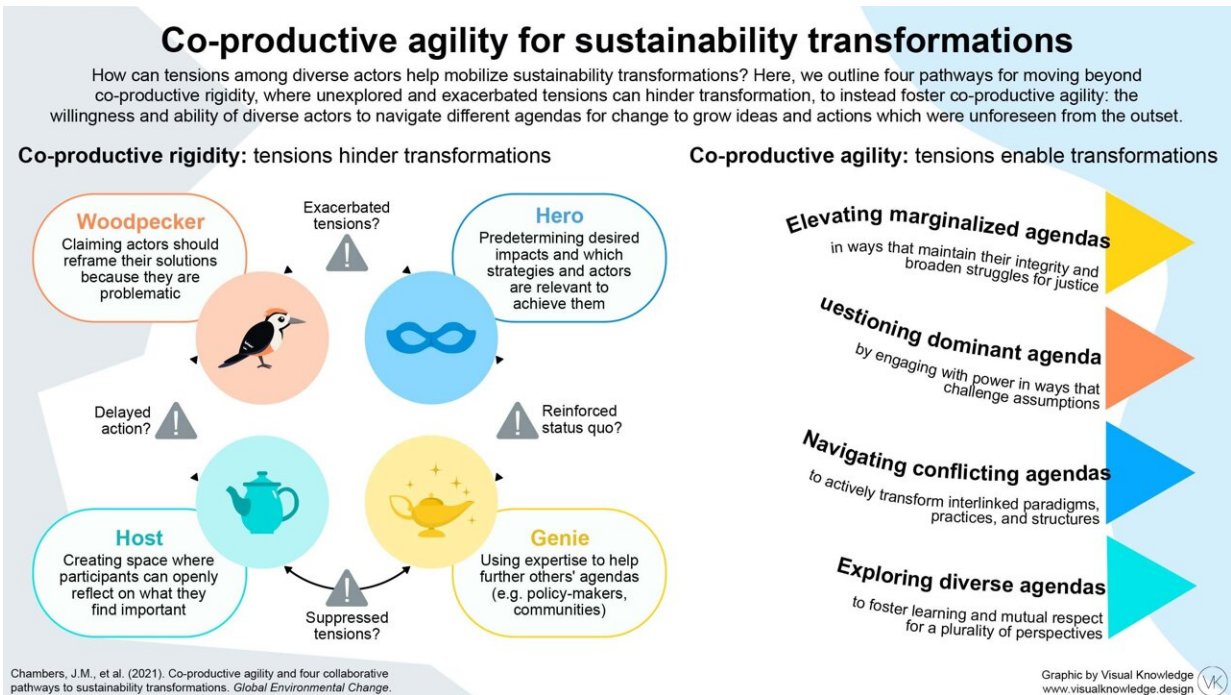 Co-productive agility for sustainability transformations
How can tensions among diverse actors help mobilize sustainability transformations? Here, we outline four pathways for moving beyond
co-productive rigidity, where unexplored and exacerbated tensions can hinder transformation, to instead foster co-productive agility: the
willingness and ability of diverse actors to navigate different agendas for change to grow ideas and actions which were unforeseen from the outset.
Co-productive rigidity: tensions hinder transformations
Woodpecker
Claiming actors should
reframe their solutions
because they are
problematic
Exacerbated
tensions?
Hero
Predetermining desired
impacts and which
strategies and actors
are relevant to
achieve them
Delayed
action?
Reinforced
status quo?
Host
Creating space where
participants can openly
reflect on what they
find important
Genie
Using expertise to help
further others' agendas
(e.g. policy-makers,
communities)
Suppressed
tensions?
Co-productive agility: tensions enable transformations
Elevating marginalized agendas
in ways that maintain their integrity and
broaden struggles for justice
uestioning dominant agenda
by engaging with power in ways that
challenge assumptions
Navigating conflicting agendas
to actively transform interlinked paradigms,
practices, and structures
Exploring diverse agendas
to foster learning and mutual respect
for a plurality of perspectives
Chambers, J.M., et al. (2021). Co-productive agility and four collaborative
pathways to sustainability transformations. Global Environmental Change.
Graphic by Visual Knowledge
www.visualknowledge.design
VK